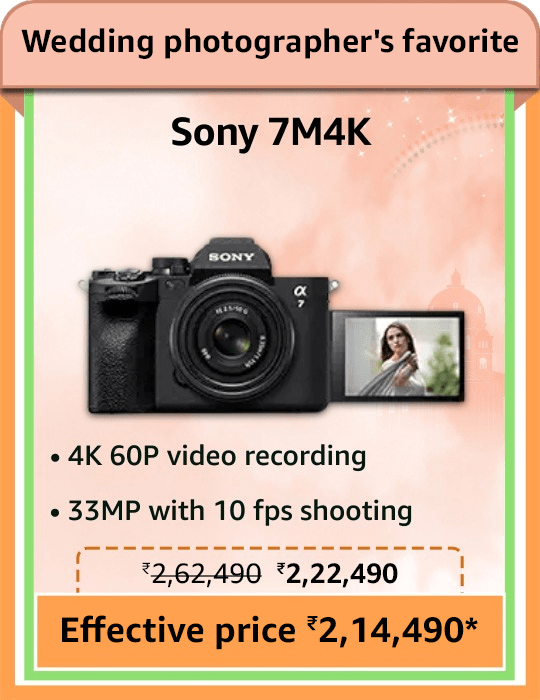 Wedding photographer's favorite
Sony 7M4K
SONY
α
7
• 4K 60P video recording
• 33MP with 10 fps shooting
₹2,62,490 ₹2,22,490
Effective price ₹2,14,490*